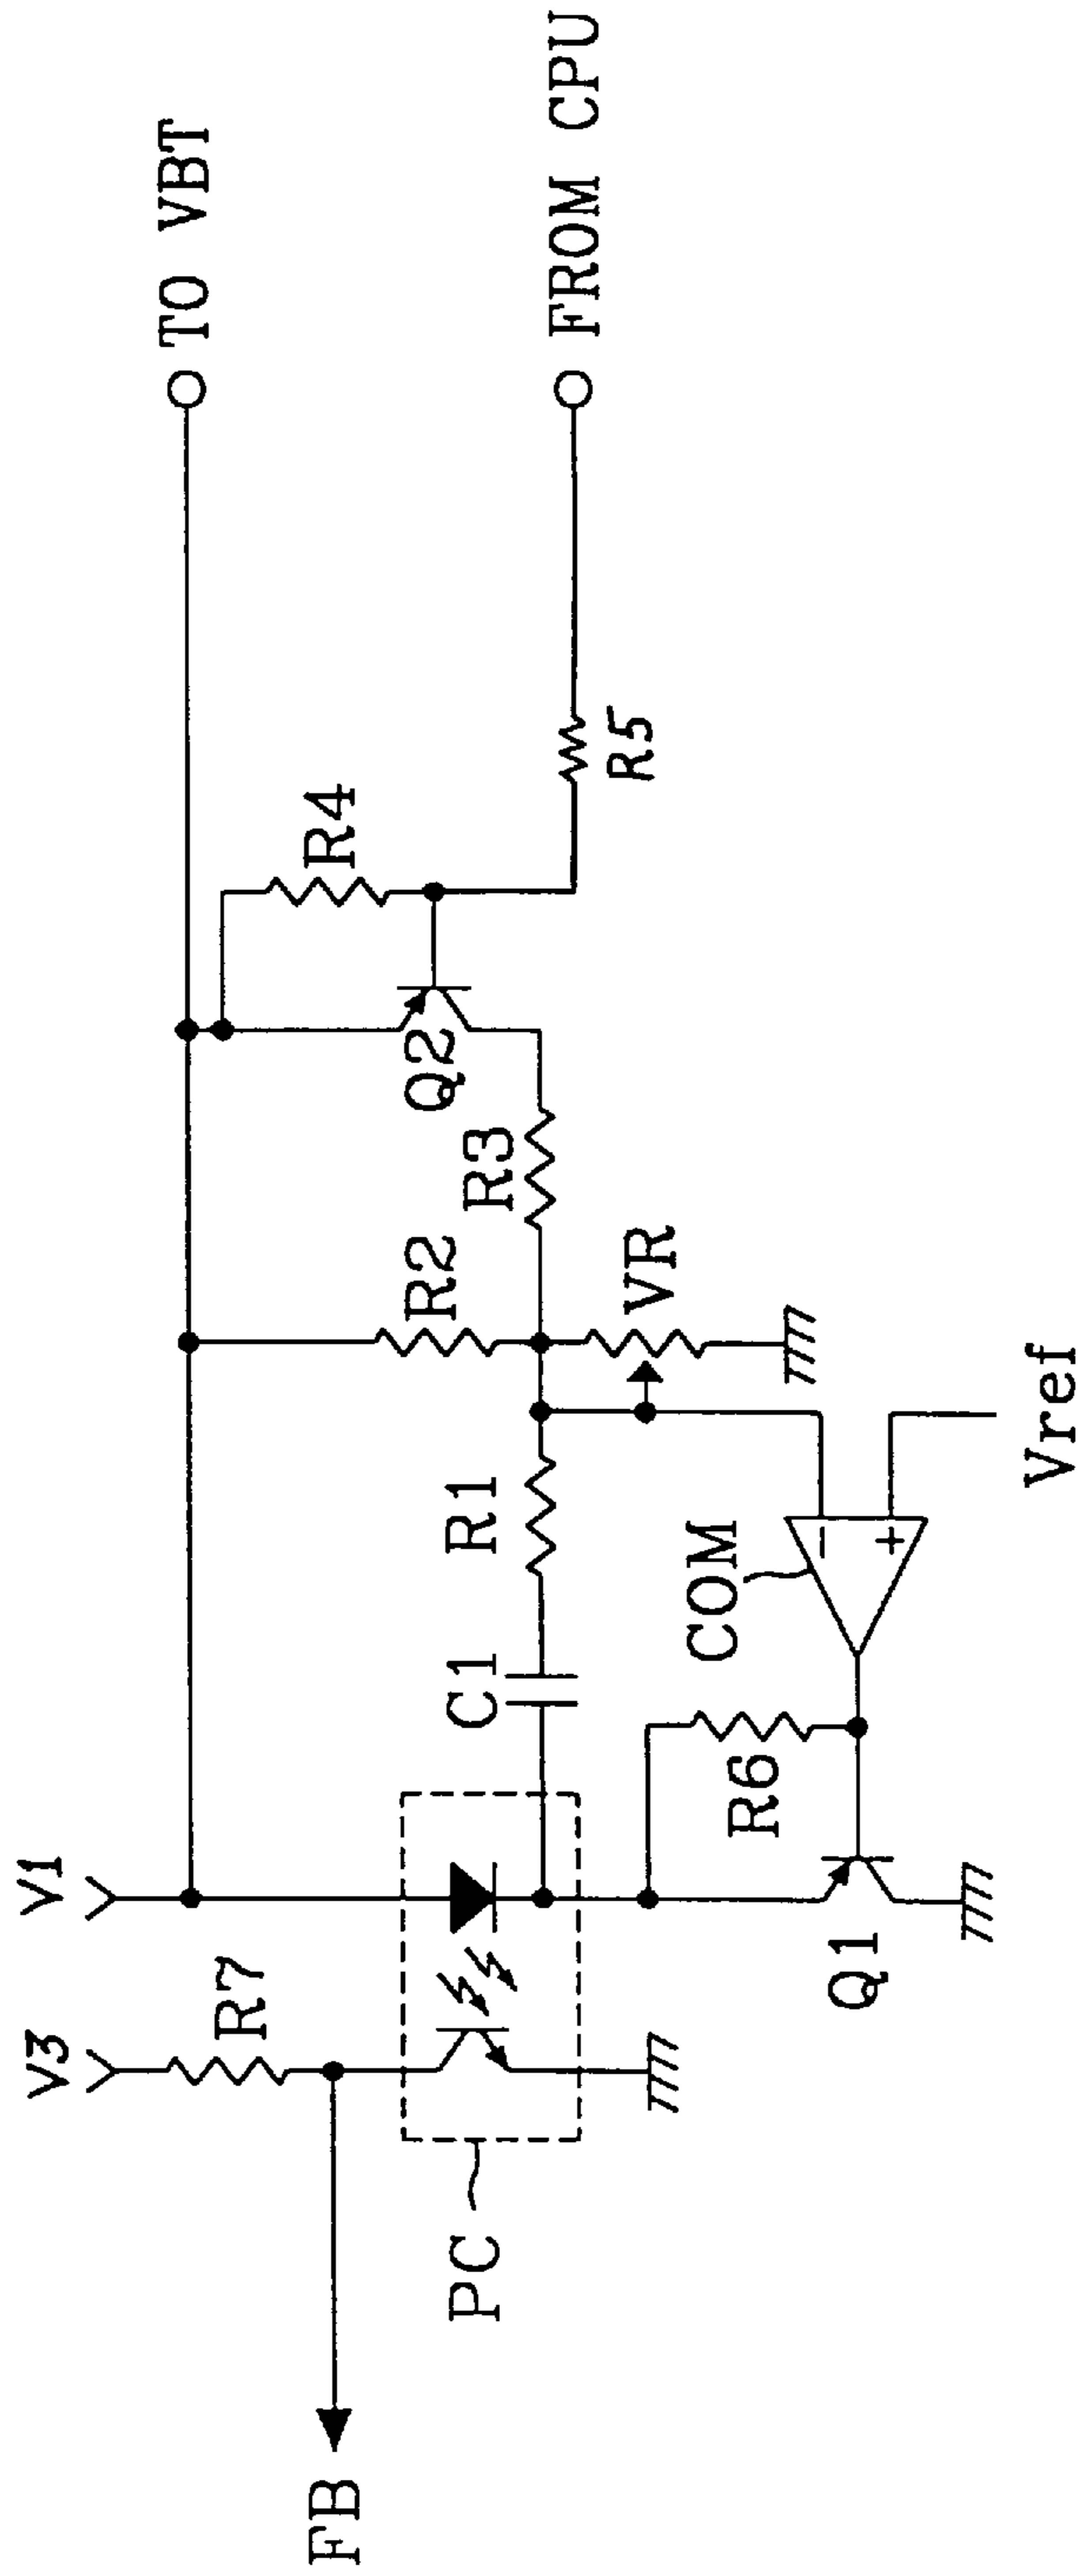 V3
V1
TO VBT
R7
R4
FB
PC
C1
R1
R2
R3
Q2
FROM CPU
R5
R6
COM
VR
Q1
−
+
Vref